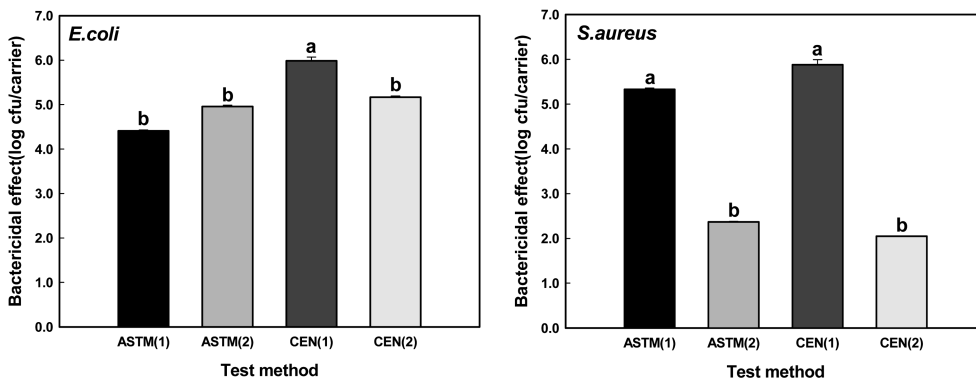 E.coli
Bactericidal effect(log cfu/carrier)
7.0
6.0
5.0
4.0
3.0
2.0
1.0
0.0
b
b
a
b
ASTM(1)
ASTM(2)
CEN(1)
CEN(2)
Test method
S.aureus
Bactericidal effect(log cfu/carrier)
7.0
6.0
5.0
4.0
3.0
2.0
1.0
0.0
a
b
a
b
ASTM(1)
ASTM(2)
CEN(1)
CEN(2)
Test method